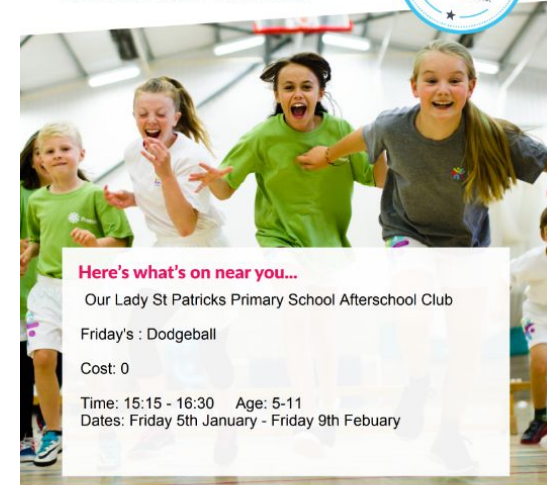 Here's what's on near you...
Our Lady St Patricks Primary School Afterschool Club
Friday's : Dodgeball
Cost: 0
Time: 15:15 - 16:30 Age: 5-11
Dates: Friday 5th January - Friday 9th Febuary